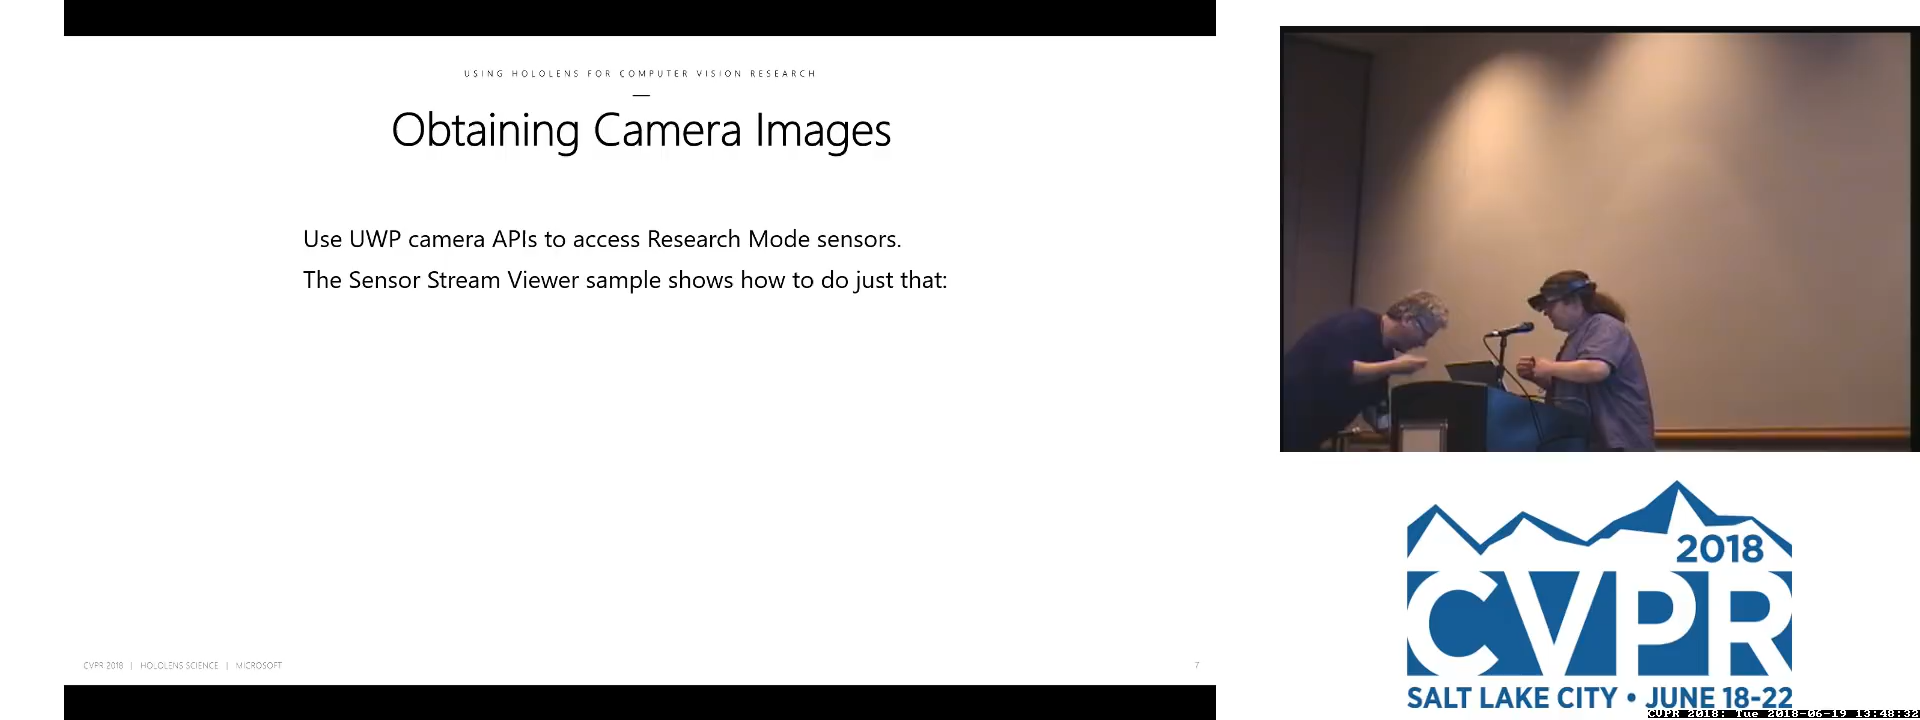 USING HOLOLENS FOR COMPUTER VISION RESEARCH
Obtaining Camera Images
Use UWP camera APIs to access Research Mode sensors.
The Sensor Stream Viewer sample shows how to do just that:
CVPR 2018 | HOLOLENS SCIENCE | MICROSOFT
7
2018
CVPR
SALT LAKE CITY • JUNE 18-22
CVPR 2018: Tue 2018-06-19 13:48:32